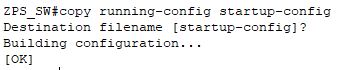 ZPS_SW#copy running-config startup-config
Destination filename [startup-config]?
Building configuration...
[OK]